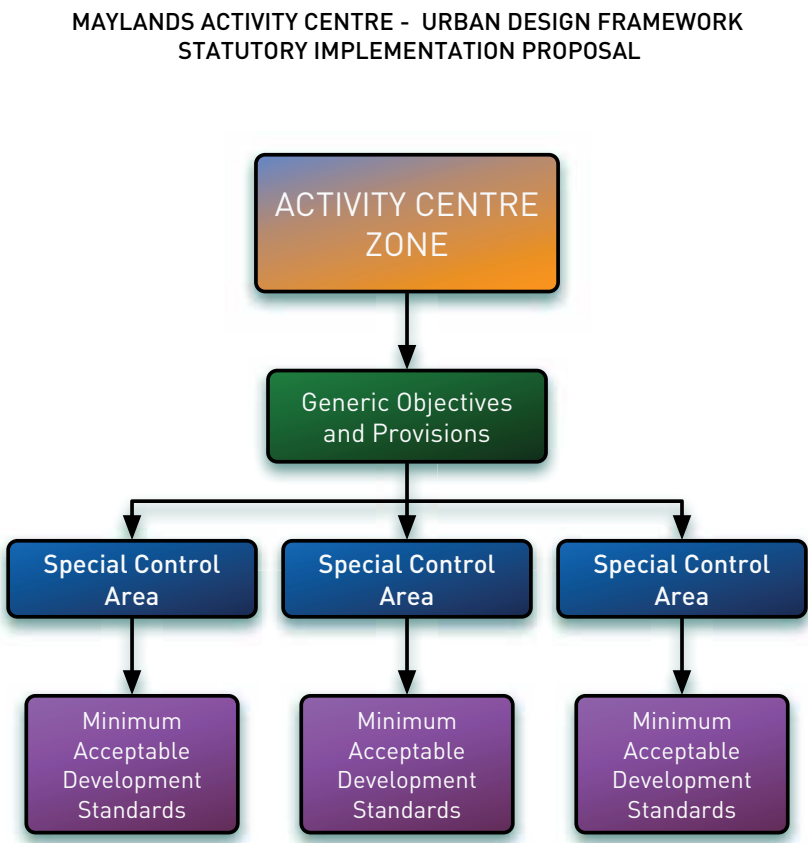 MAYLANDS ACTIVITY CENTRE - URBAN DESIGN FRAMEWORK
STATUTORY IMPLEMENTATION PROPOSAL
ACTIVITY CENTRE
ZONE
Generic Objectives
and Provisions
Special Control
Area
Special Control
Area
Special Control
Area
Minimum
Acceptable
Development
Standards
Minimum
Acceptable
Development
Standards
Minimum
Acceptable
Development
Standards